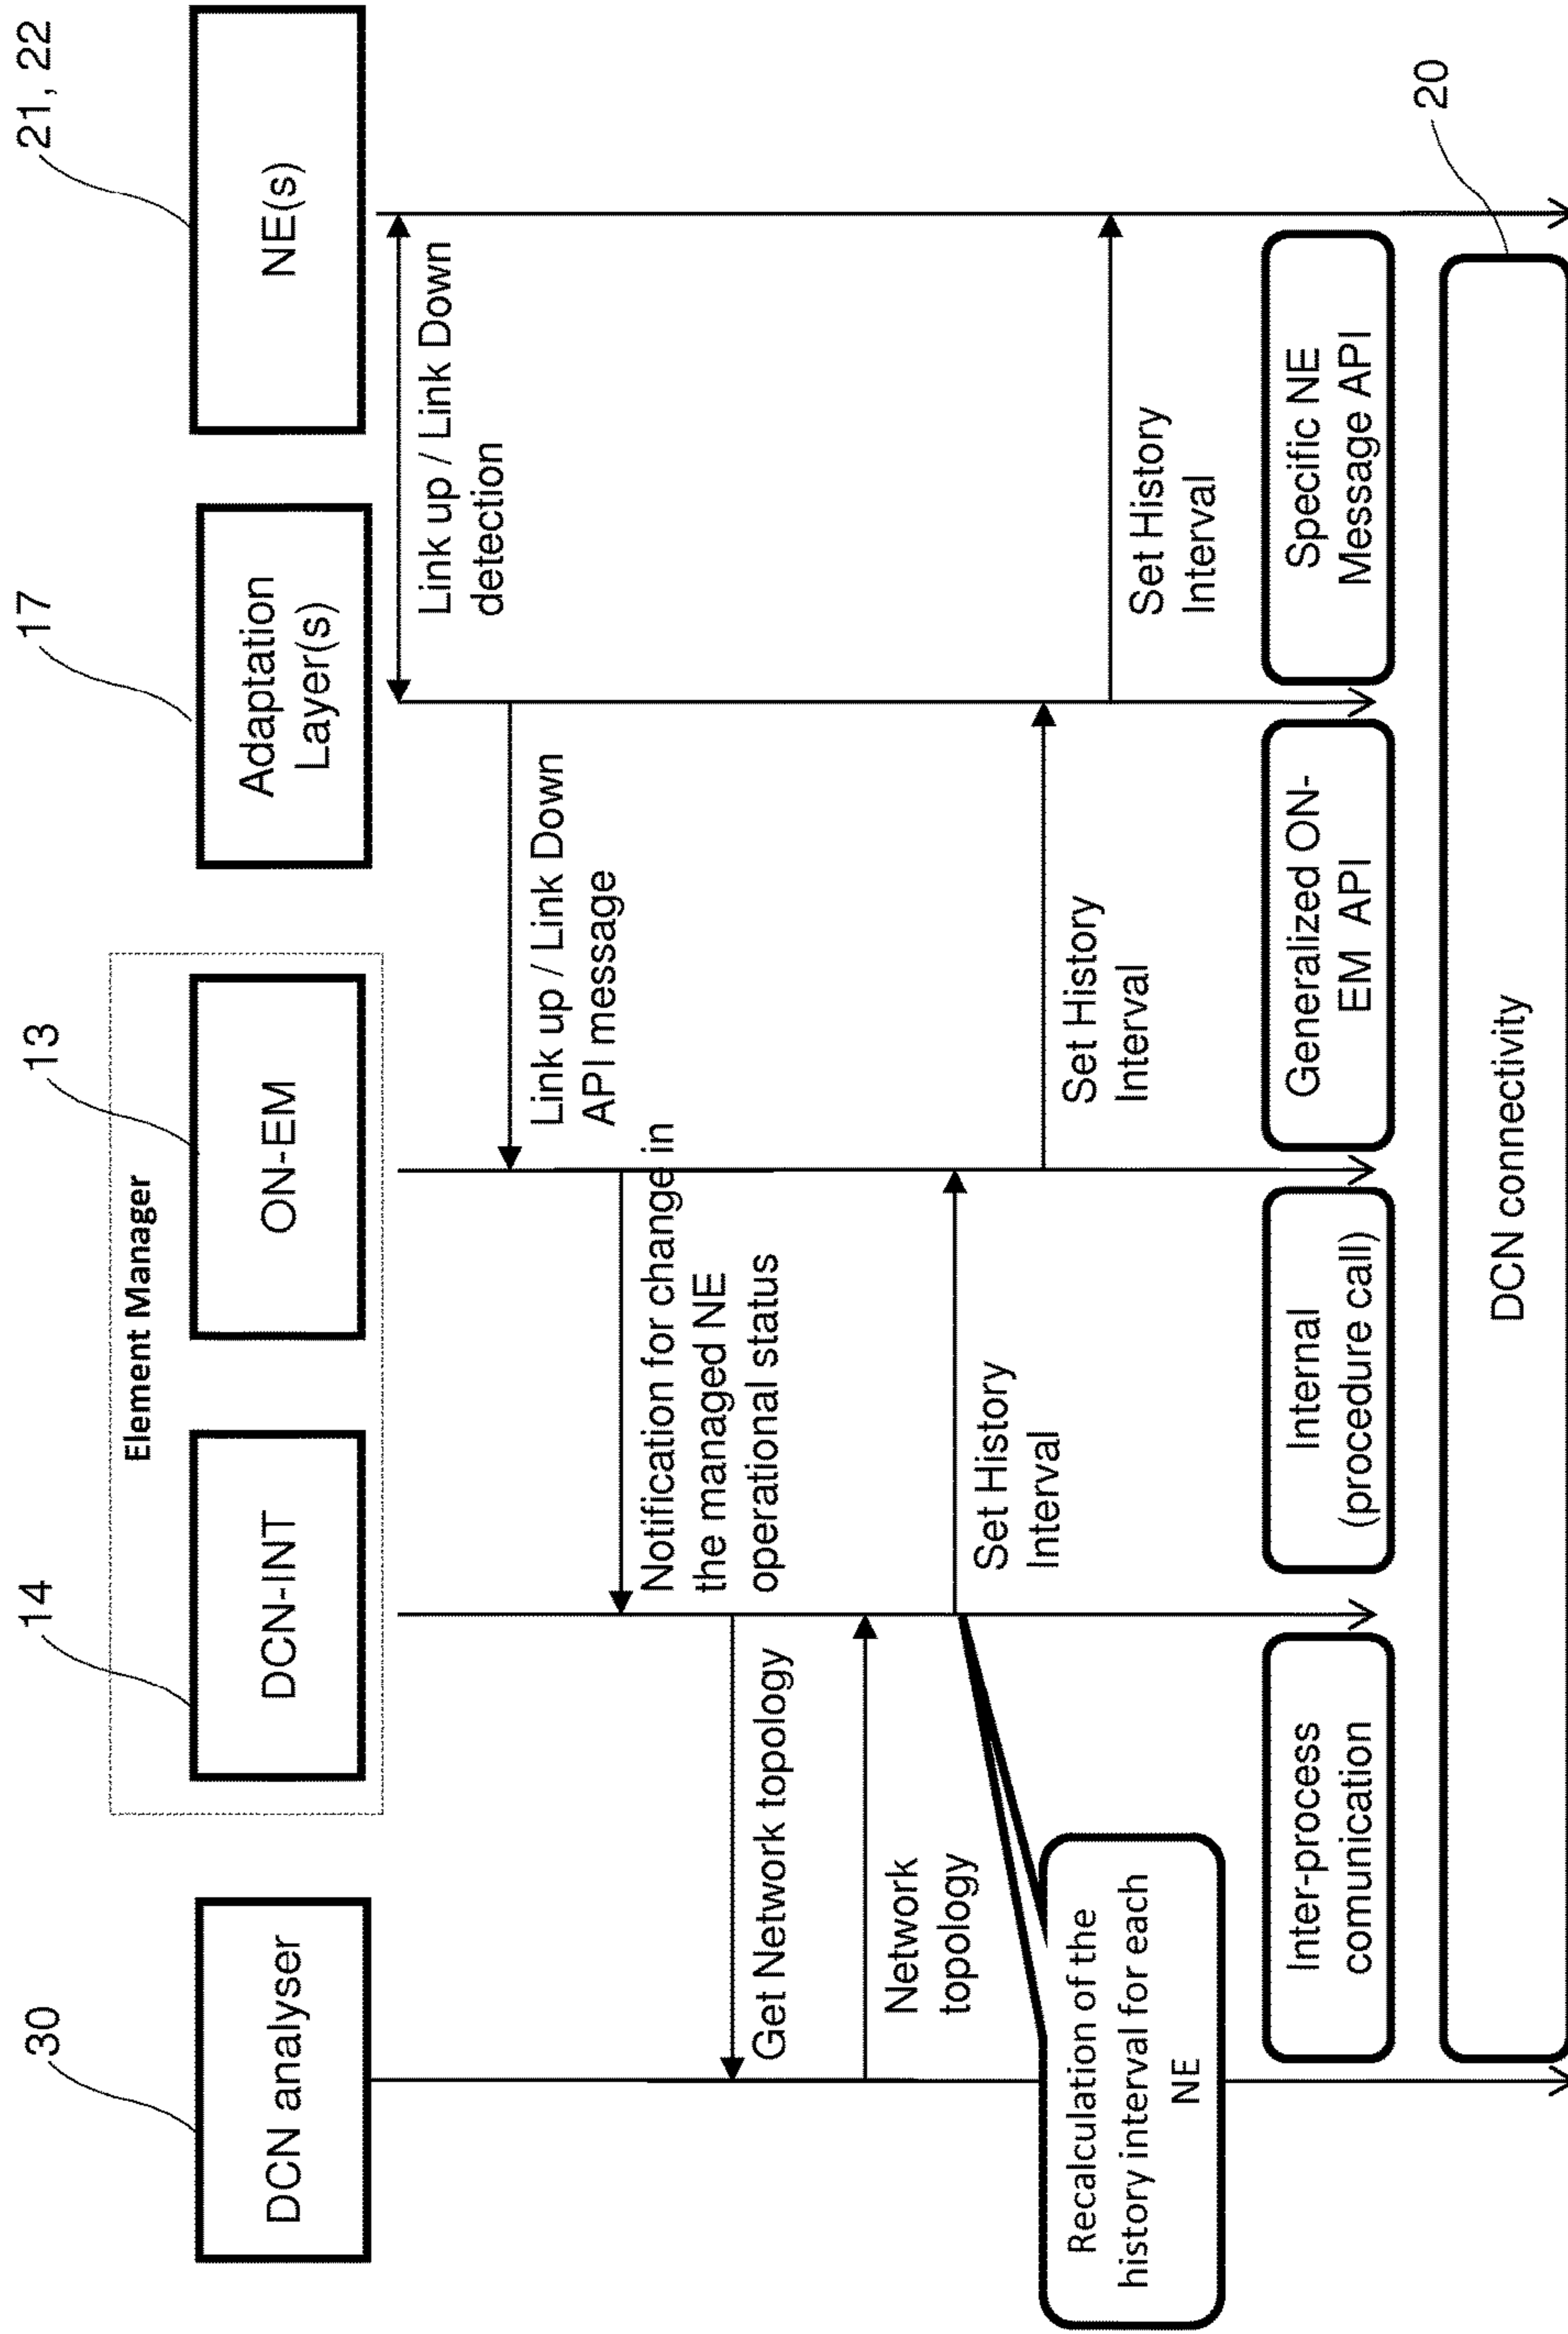 30
14
13
17
21, 22
Element Manager
DCN analyser
DCN-INT
ON-EM
Adaptation
Layer(s)
NE(s)
Link up / Link Down
detection
Link up / Link Down
API message
Notification for change in
the managed NE
operational status
Get Network topology
Network
topology
Set History
Interval
Set History
Interval
Set History
Interval
Recalculation of the
history interval for each
NE
Inter-process
comunication
Internal
(procedure call)
Generalized ON-
EM API
Specific NE
Message API
20
DCN connectivity